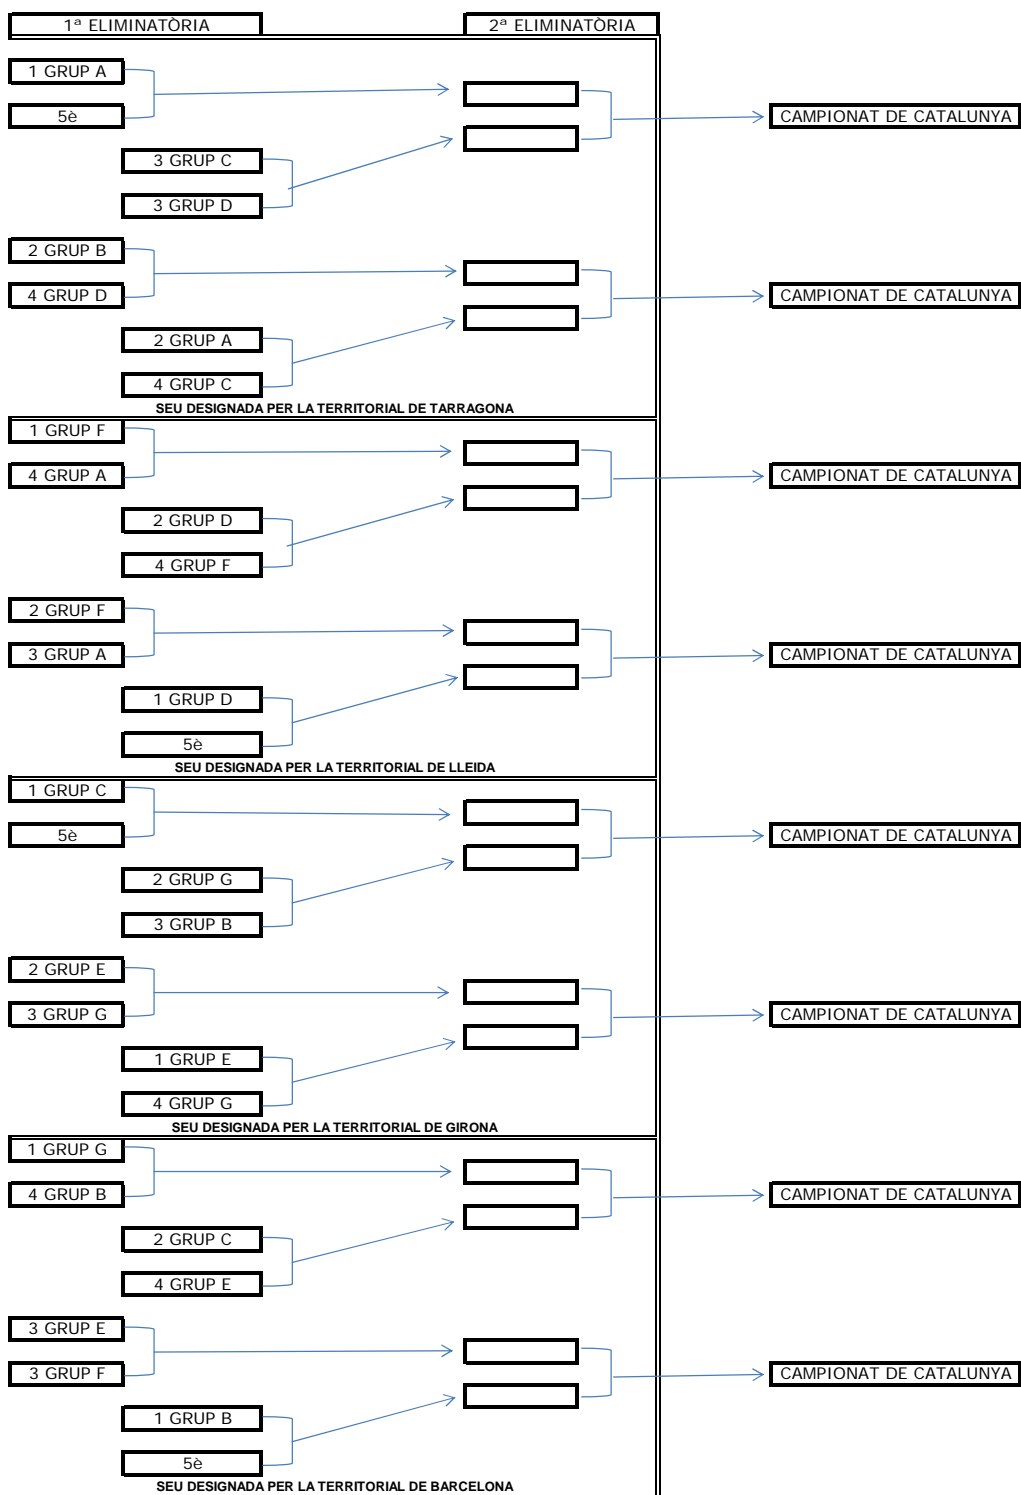 1ª ELIMINATÒRIA
2ª ELIMINATÒRIA
1 GRUP A
5è
CAMPIONAT DE CATALUNYA
3 GRUP C
3 GRUP D
2 GRUP B
4 GRUP D
CAMPIONAT DE CATALUNYA
2 GRUP A
4 GRUP C
SEU DESIGNADA PER LA TERRITORIAL DE TARRAGONA
1 GRUP F
4 GRUP A
CAMPIONAT DE CATALUNYA
2 GRUP D
4 GRUP F
2 GRUP F
3 GRUP A
CAMPIONAT DE CATALUNYA
1 GRUP D
5è
SEU DESIGNADA PER LA TERRITORIAL DE LLEIDA
1 GRUP C
5è
CAMPIONAT DE CATALUNYA
2 GRUP G
3 GRUP B
2 GRUP E
3 GRUP G
CAMPIONAT DE CATALUNYA
1 GRUP E
4 GRUP G
SEU DESIGNADA PER LA TERRITORIAL DE GIRONA
1 GRUP G
4 GRUP B
CAMPIONAT DE CATALUNYA
2 GRUP C
4 GRUP E
3 GRUP E
3 GRUP F
CAMPIONAT DE CATALUNYA
1 GRUP B
5è
SEU DESIGNADA PER LA TERRITORIAL DE BARCELONA